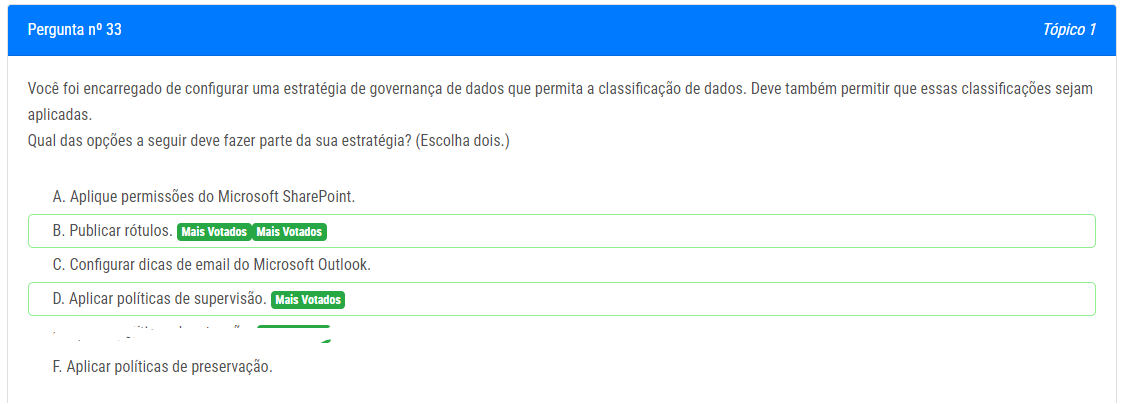 Pergunta nº 33
Tópico 1
Você foi encarregado de configurar uma estratégia de governança de dados que permita a classificação de dados. Deve também permitir que essas classificações sejam
aplicadas.
Qual das opções a seguir deve fazer parte da sua estratégia? (Escolha dois.)
A. Aplique permissões do Microsoft SharePoint.
B. Publicar rótulos. Mais Votados Mais Votados
C. Configurar dicas de email do Microsoft Outlook.
D. Aplicar políticas de supervisão. Mais Votados
F. Aplicar políticas de preservação.